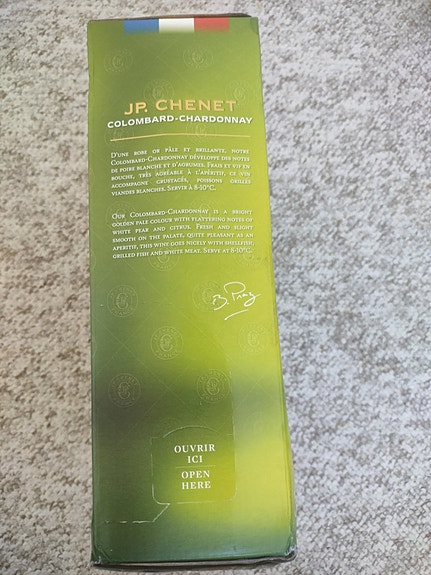 JP. CHENET
COLOMBARD-CHARDONNAY
D'UNE ROBE OR PÂLE ET BRILLANTE, NOTRE
COLOMBARD-CHARDONNAY DÉVELOPPE DES NOTES
DE POIRE BLANCHE ET D'AGRUMES. FRAIS ET VIF EN
BOUCHE, TRÈS AGRÉABLE À L'APÉRITIF, CE VIN
ACCOMPAGNE CRUSTACÉS, POISSONS GRILLÉS
VIANDES BLANCHES. SERVIR À 8-10°C.
OUR COLOMBARD-CHARDONNAY IS A BRIGHT
GOLDEN PALE COLOUR WITH FLATTERING NOTES OF
WHITE PEAR AND CITRUS. FRESH AND SLIGHT
SMOOTH ON THE PALATE, QUITE PLEASANT AS AN
APERITIF, THIS WINE GOES NICELY WITH SHELLFISH,
GRILLED FISH AND WHITE MEAT. SERVE AT 8-10°C.
OUVRIR
ICI
OPEN
HERE